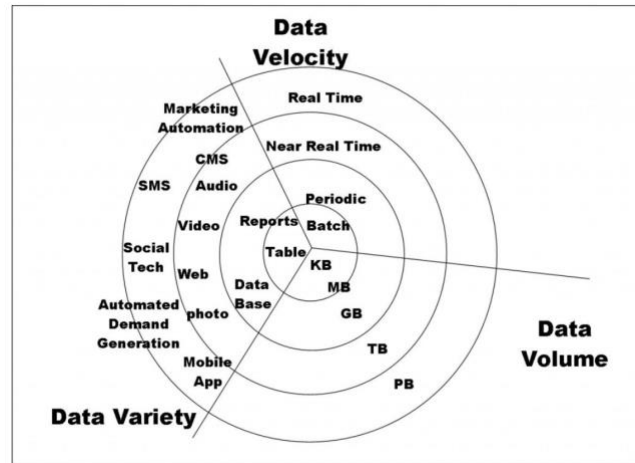 Data
Velocity
Real Time
Marketing
Automation
Near Real Time
CMS
SMS
Audio
Periodic
Reports
Batch
Video
Social
Tech
Table
KB
Web
Data
Base
MB
Automated
Demand
Generation
photo
GB
Data
Volume
TB
Mobile
App
PB
Data Variety